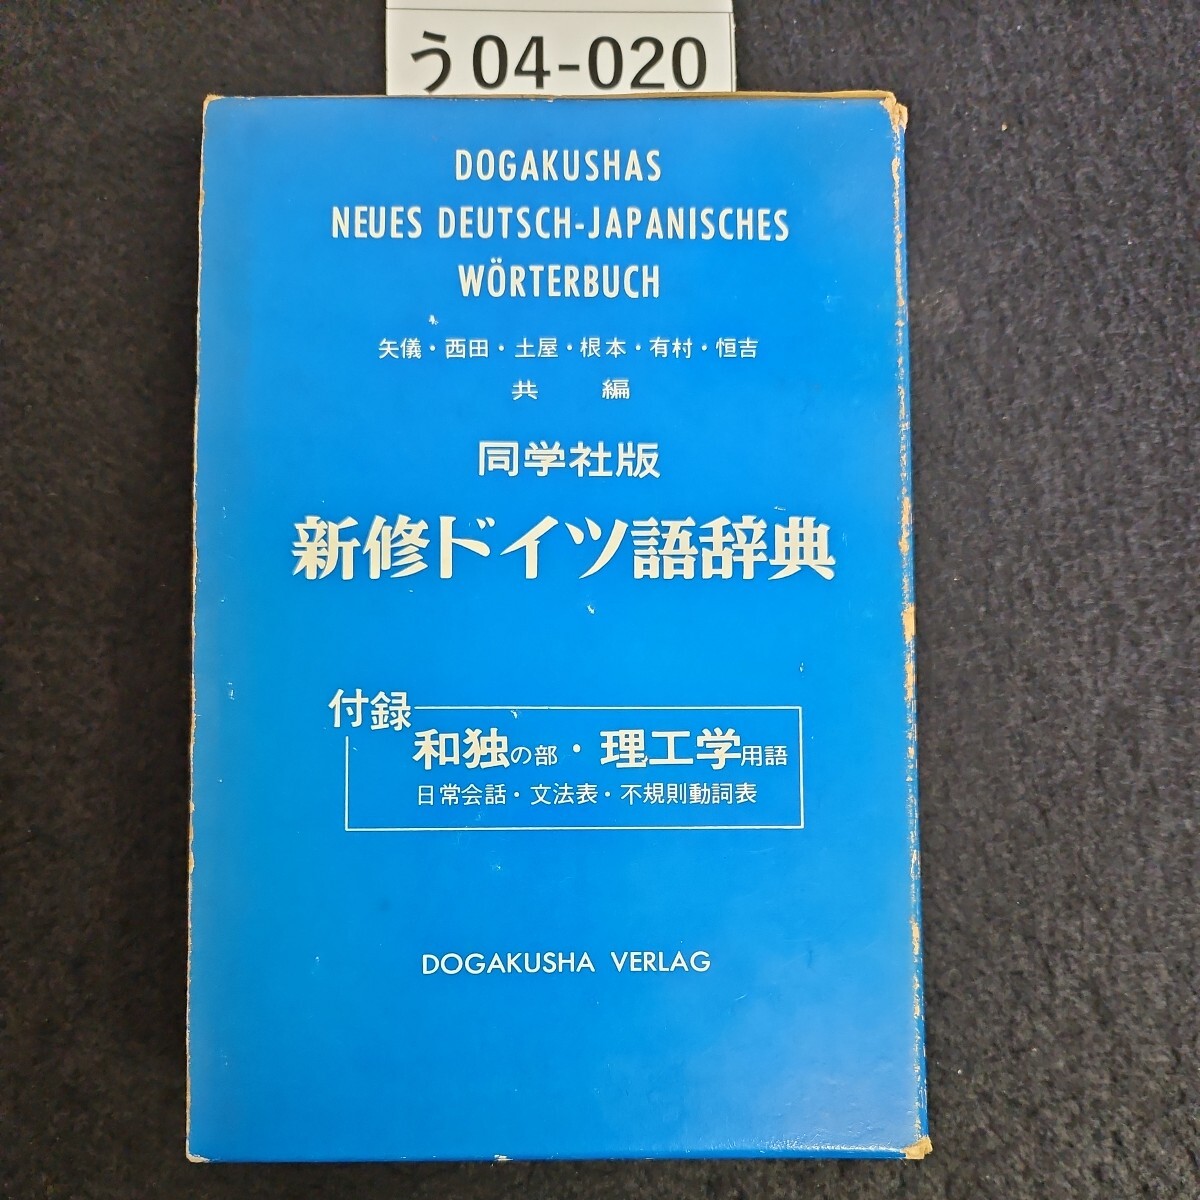 う04-020
DOGAKUSHAS
NEUES DEUTSCH-JAPANISCHES
WÖRTERBUCH
矢儀・西田・土屋・根本・有村・恒吉
共 編
同学社版
新修ドイツ語辞典
付録
和独の部・理工学用語
日常会話・文法表・不規則動詞表
DOGAKUSHA VERLAG